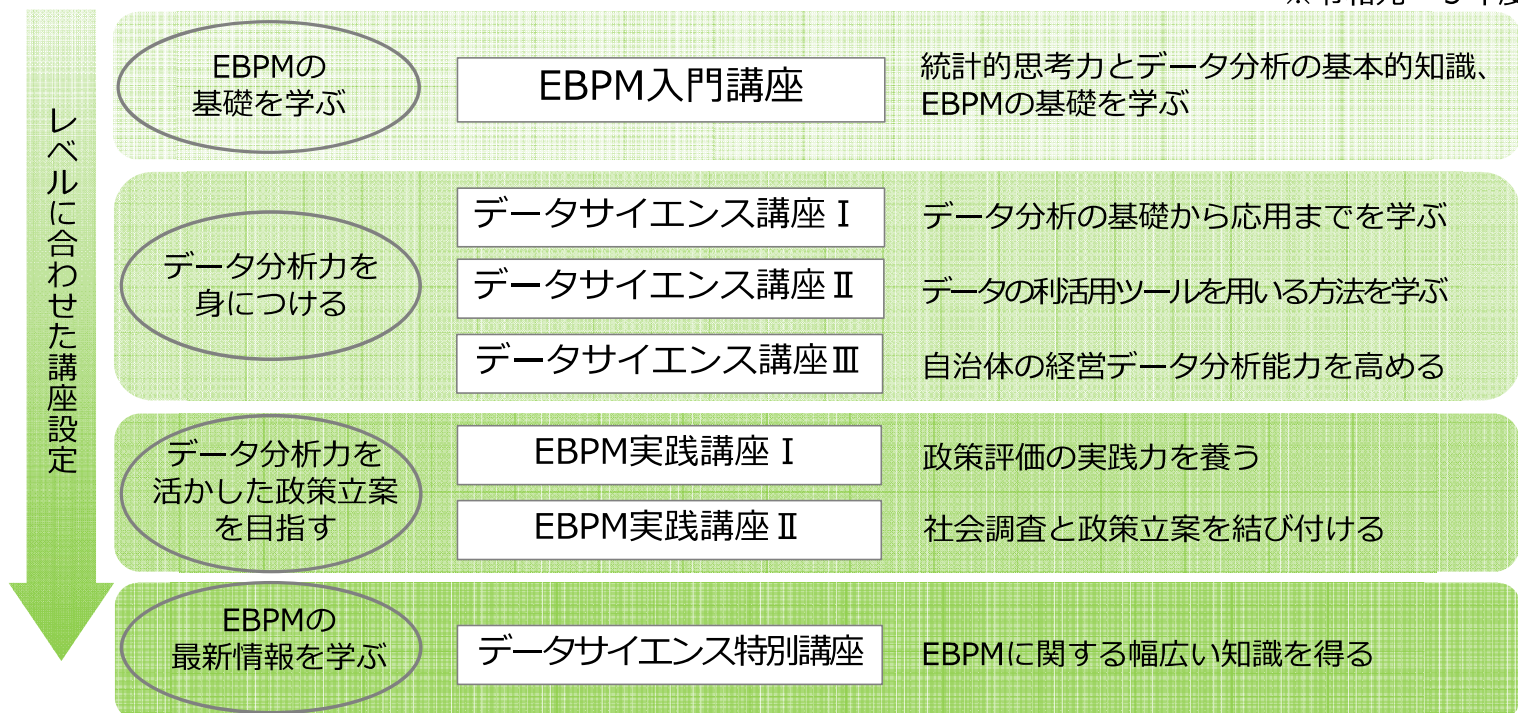 レベルに合わせた講座設定
EBPMの
基礎を学ぶ
EBPM入門講座
統計的思考力とデータ分析の基本的知識、
EBPMの基礎を学ぶ
データ分析力を
身につける
データサイエンス講座Ⅰ
データ分析の基礎から応用までを学ぶ
データサイエンス講座Ⅱ
データの利活用ツールを用いる方法を学ぶ
データサイエンス講座Ⅲ
自治体の経営データ分析能力を高める
データ分析力を
活かした政策立案
を目指す
EBPM実践講座Ⅰ
政策評価の実践力を養う
EBPM実践講座Ⅱ
社会調査と政策立案を結び付ける
EBPMの
最新情報を学ぶ
データサイエンス特別講座
EBPMに関する幅広い知識を得る